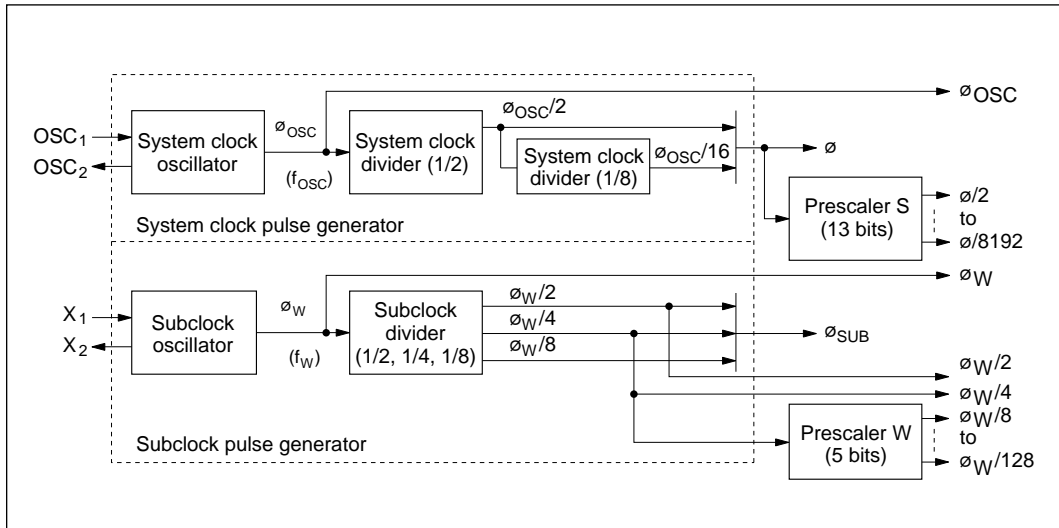 øOSC
OSC1
OSC2
System clock
oscillator
øOSC
(fOSC)
System clock
divider (1/2)
øOSC/2
System clock
divider (1/8)
øOSC/16
ø
System clock pulse generator
Prescaler S
(13 bits)
ø/2
to
ø/8192
øW
X1
X2
Subclock
oscillator
øW
(fW)
Subclock
divider
(1/2, 1/4, 1/8)
øW/2
øW/4
øW/8
øSUB
øW/2
øW/4
Subclock pulse generator
Prescaler W
(5 bits)
øW/8
to
øW/128